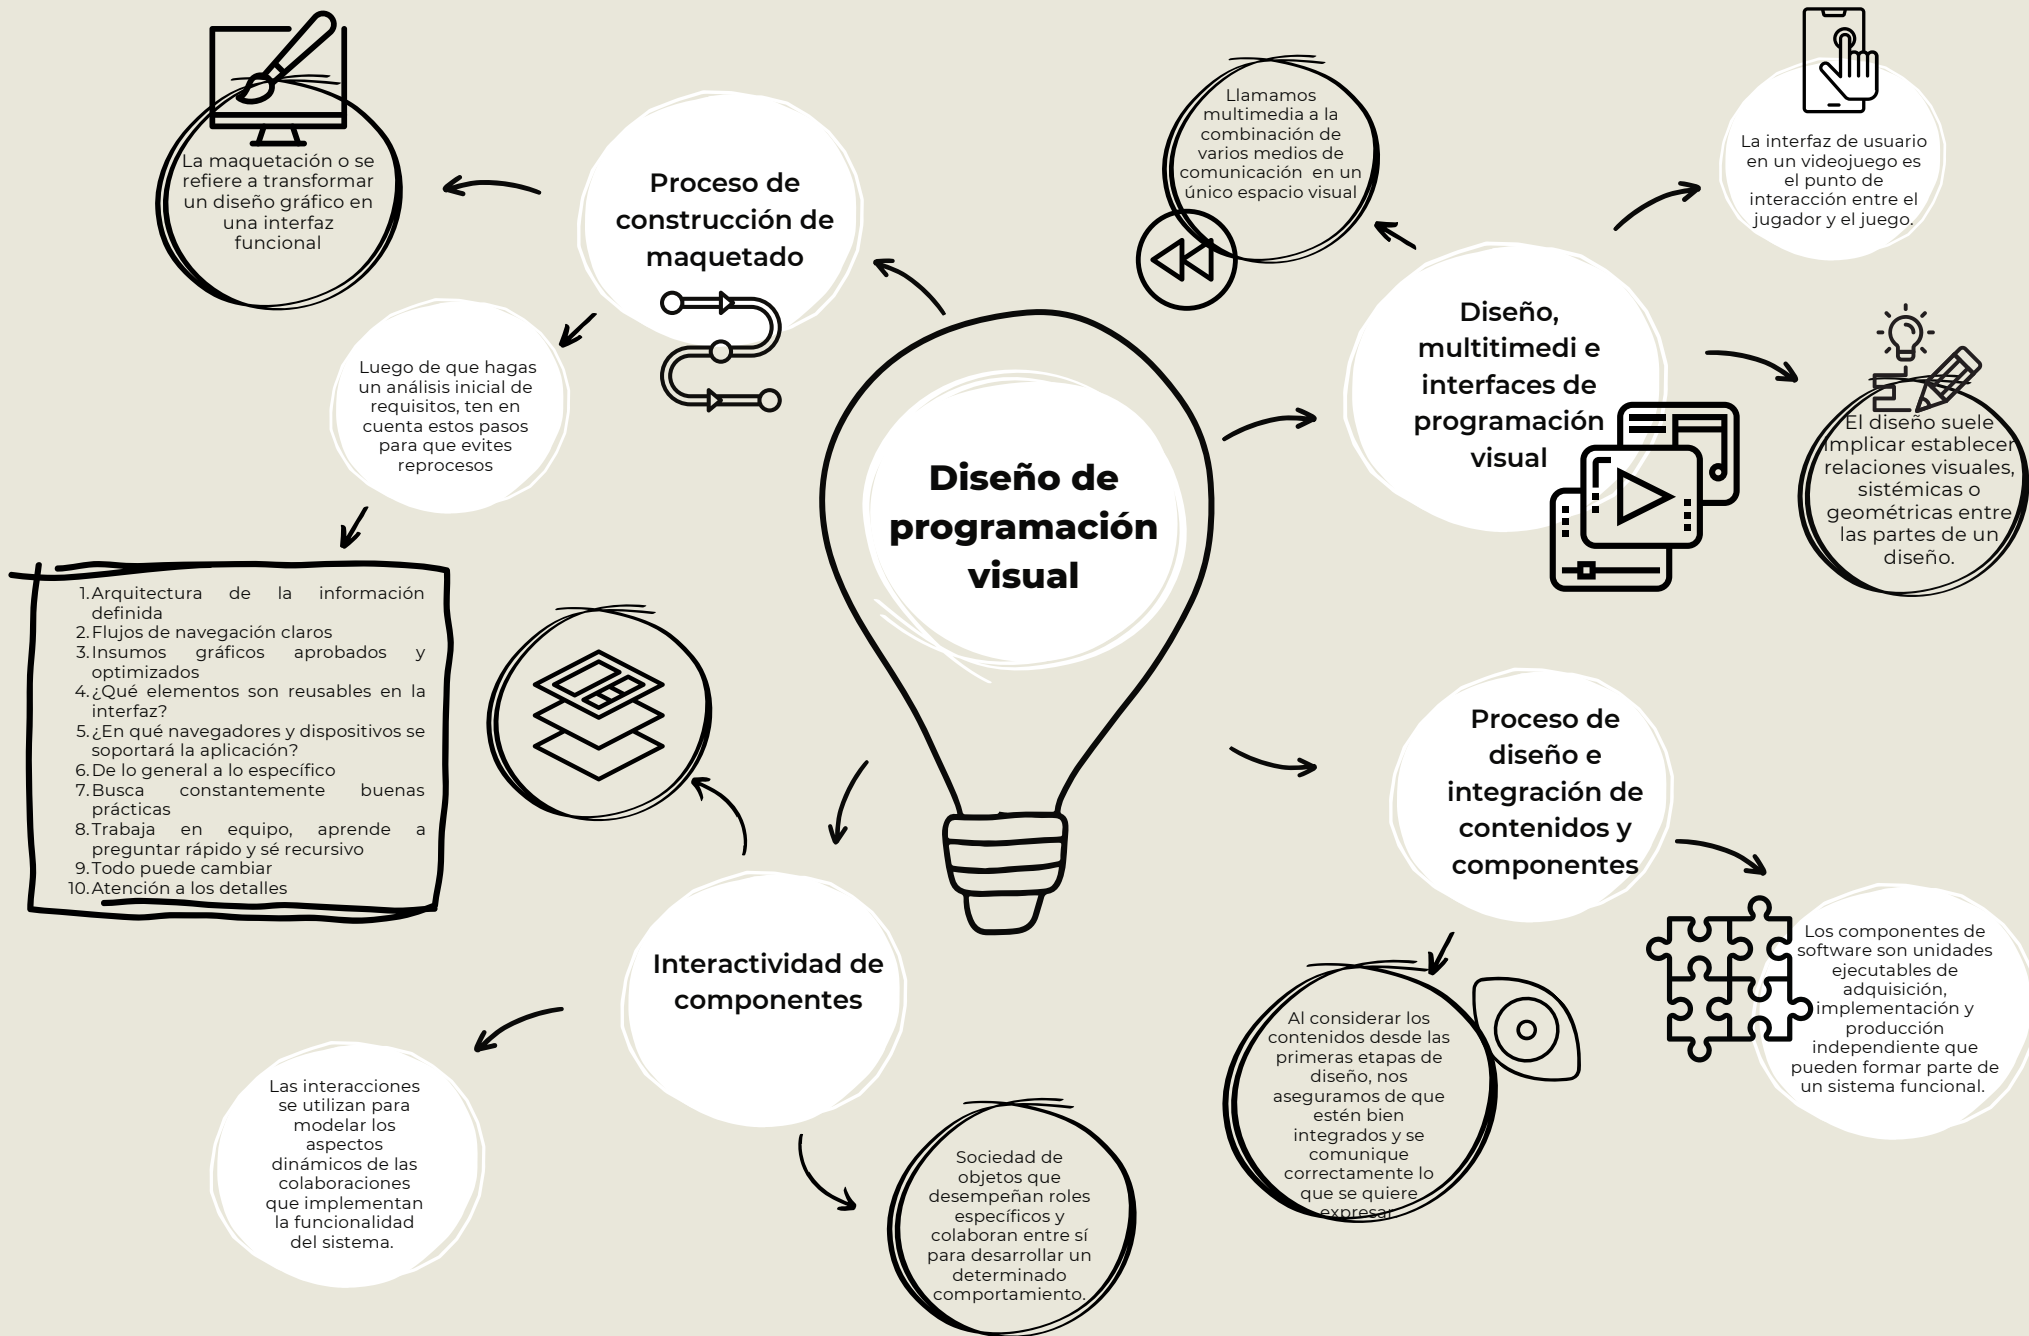 Diseño de
programación
visual
Proceso de
construcción de
maquetado
La maquetación o se
refiere a transformar
un diseño gráfico en
una interfaz
funcional
Luego de que hagas
un análisis inicial de
requisitos, ten en
cuenta estos pasos
para que evites
reprocesos
1. Arquitectura de la información
definida
2. Flujos de navegación claros
3. Insumos gráficos aprobados y
optimizados
4. ¿Qué elementos son reusables en la
interfaz?
5. ¿En qué navegadores y dispositivos se
soportará la aplicación?
6. De lo general a lo específico
7. Busca constantemente buenas
prácticas
8. Trabaja en equipo, aprende a
preguntar rápido y sé recursivo
9. Todo puede cambiar
10. Atención a los detalles
Diseño,
multitimedi e
interfaces de
programación
visual
Llamamos
multimedia a la
combinación de
varios medios de
comunicación en un
único espacio visual
La interfaz de usuario
en un videojuego es
el punto de
interacción entre el
jugador y el juego.
El diseño suele
implicar establecer
relaciones visuales,
sistémicas o
geométricas entre
las partes de un
diseño.
Proceso de
diseño e
integración de
contenidos y
componentes
Los componentes de
software son unidades
ejecutables de
adquisición,
implementación y
producción
independiente que
pueden formar parte de
un sistema funcional.
Al considerar los
contenidos desde las
primeras etapas de
diseño, nos
aseguramos de que
estén bien
integrados y se
comunique
correctamente lo
que se quiere
expresar
Interactividad de
componentes
Las interacciones
se utilizan para
modelar los
aspectos
dinámicos de las
colaboraciones
que implementan
la funcionalidad
del sistema.
Sociedad de
objetos que
desempeñan roles
específicos y
colaboran entre sí
para desarrollar un
determinado
comportamiento.